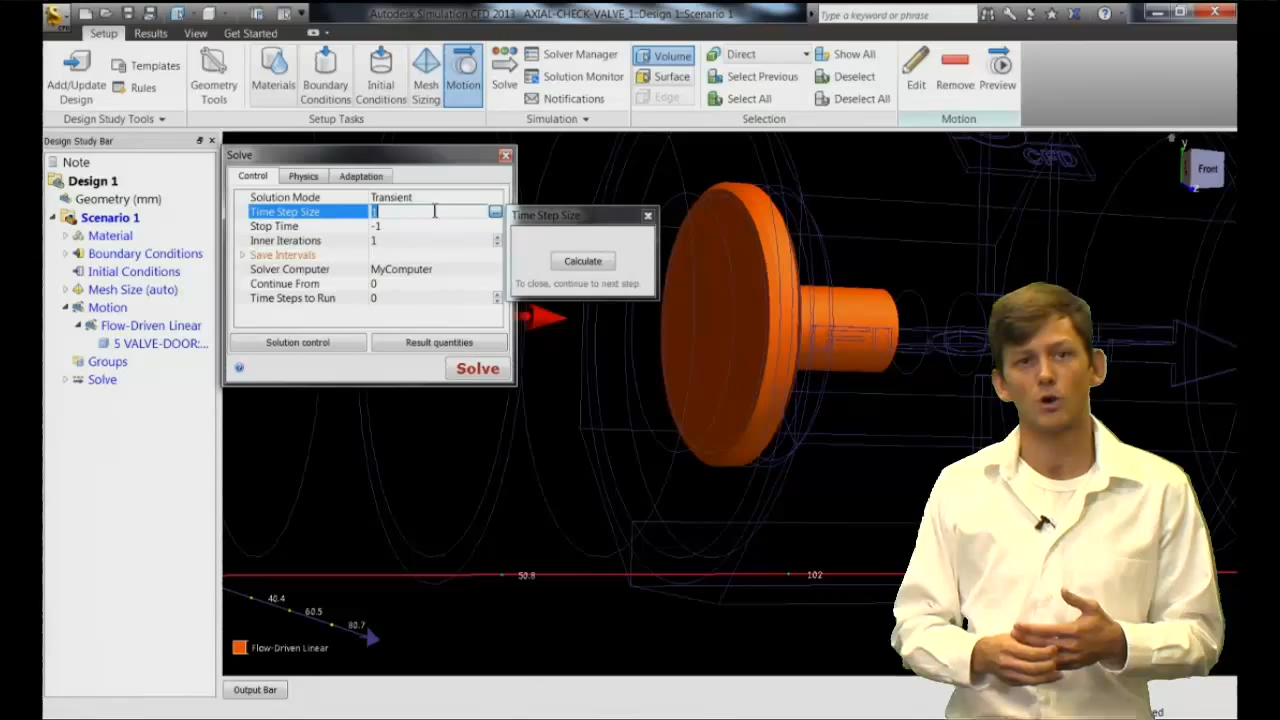 Autodesk Simulation CFD 2013 AXIAL-CHECK-VALVE_1::Design 1::Scenario 1
Type a keyword or phrase
CFD
Setup Results View Get Started
Add/Update Design
Templates
Rules
Design Study Tools
Geometry Tools
Materials
Boundary Conditions
Initial Conditions
Mesh Sizing
Motion
Setup Tasks
Solve
Solver Manager
Solution Monitor
Notifications
Simulation
Volume
Surface
Edge
Direct
Select Previous
Select All
Show All
Deselect
Deselect All
Selection
Edit
Remove
Preview
Motion
Design Study Bar
Note
Design 1
Geometry (mm)
Scenario 1
Material
Boundary Conditions
Initial Conditions
Mesh Size (auto)
Motion
Flow-Driven Linear
5 VALVE-DOOR:...
Groups
Solve
Solve
Control Physics Adaptation
Solution Mode Transient
Time Step Size 1
Stop Time -1
Inner Iterations 1
Save Intervals
Solver Computer MyComputer
Continue From 0
Time Steps to Run 0
Solution control Result quantities
Solve
Time Step Size
Calculate
To close, continue to next step.
CFD
y
Front
z
50.8
102
40.4
60.5
80.7
Flow-Driven Linear
Output Bar